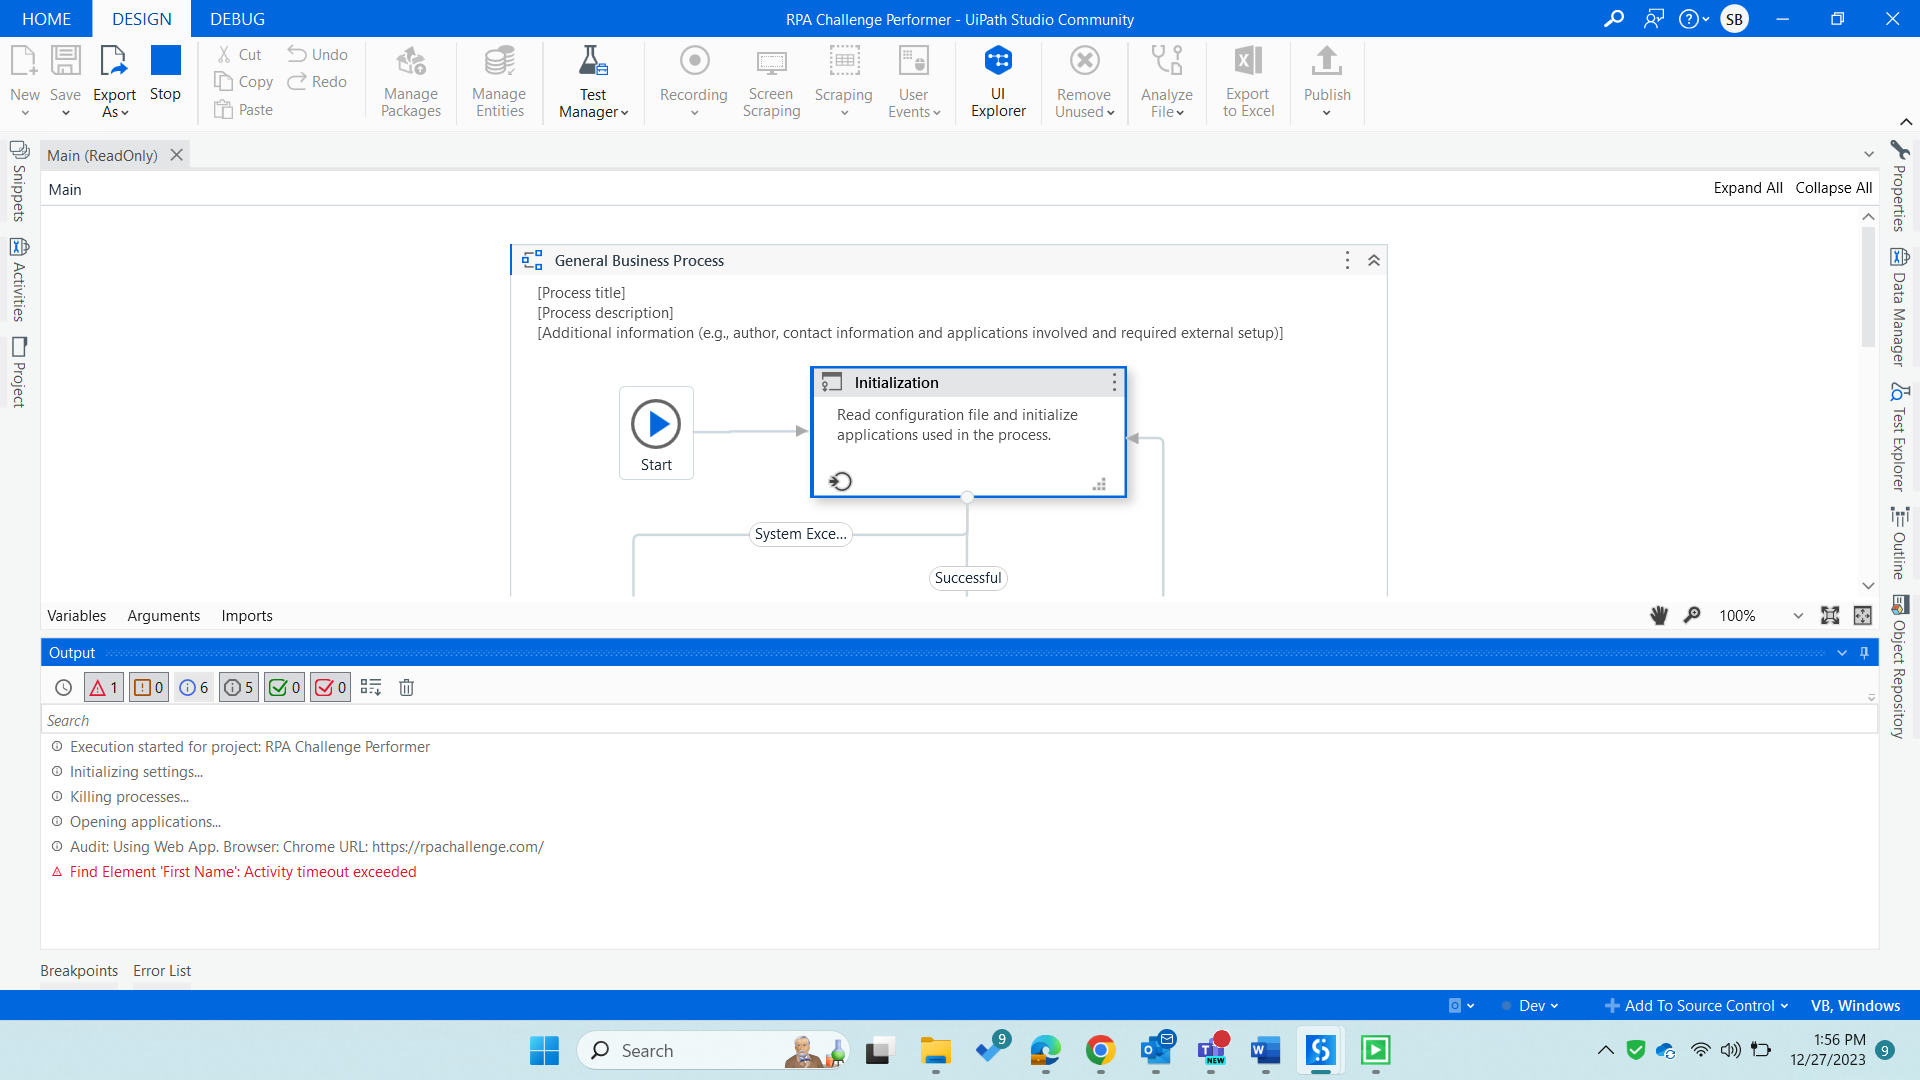 HOME DESIGN DEBUG
RPA Challenge Performer - UiPath Studio Community
SB
New
Save
Export
As
Stop
Cut
Copy
Paste
Undo
Redo
Manage
Packages
Manage
Entities
Test
Manager
Recording
Screen
Scraping
Scraping
User
Events
UI
Explorer
Remove
Unused
Analyze
File
Export
to Excel
Publish
Main (ReadOnly)
Main
Expand All Collapse All
Snippets
Activities
Project
Properties
Data Manager
Test Explorer
Outline
Object Repository
General Business Process
[Process title]
[Process description]
[Additional information (e.g., author, contact information and applications involved and required external setup)]
Start
Initialization
Read configuration file and initialize
applications used in the process.
System Exce...
Successful
Variables Arguments Imports
100%
Output
1 0 6 5 0 0
Search
Execution started for project: RPA Challenge Performer
Initializing settings...
Killing processes...
Opening applications...
Audit: Using Web App. Browser: Chrome URL: https://rpachallenge.com/
Find Element 'First Name': Activity timeout exceeded
Breakpoints Error List
Dev
Add To Source Control
VB, Windows
Search
9
NEW
1:56 PM
12/27/2023
9